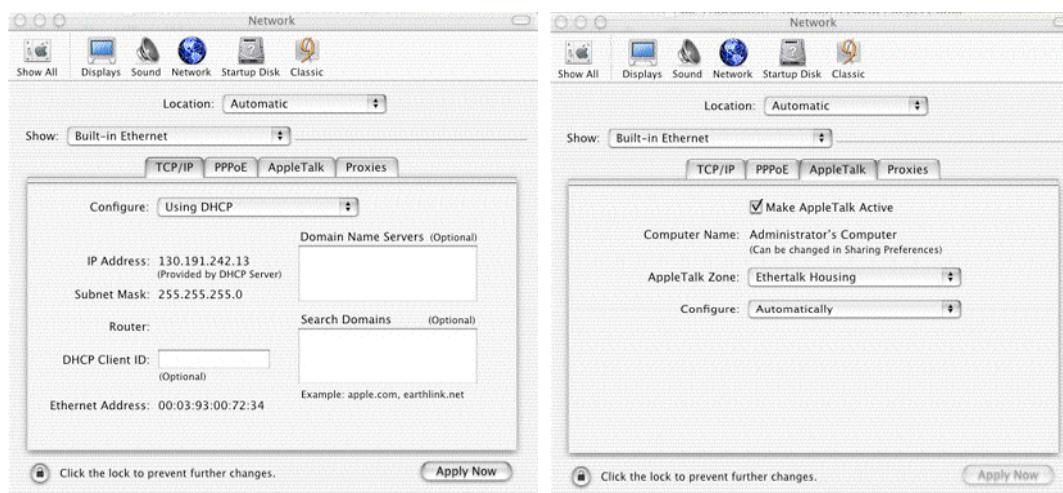 Network
Show All Displays Sound Network Startup Disk Classic
Location: Automatic
Show: Built-in Ethernet
TCP/IP PPPoE AppleTalk Proxies
Configure: Using DHCP
Domain Name Servers (Optional)
IP Address: 130.191.242.13
(Provided by DHCP Server)
Subnet Mask: 255.255.255.0
Search Domains (Optional)
Router:
DHCP Client ID:
(Optional)
Example: apple.com, earthlink.net
Ethernet Address: 00:03:93:00:72:34
Click the lock to prevent further changes. Apply Now
Network
Show All Displays Sound Network Startup Disk Classic
Location: Automatic
Show: Built-in Ethernet
TCP/IP PPPoE AppleTalk Proxies
Make AppleTalk Active
Computer Name: Administrator's Computer
(Can be changed in Sharing Preferences)
AppleTalk Zone: Ethertalk Housing
Configure: Automatically
Click the lock to prevent further changes. Apply Now